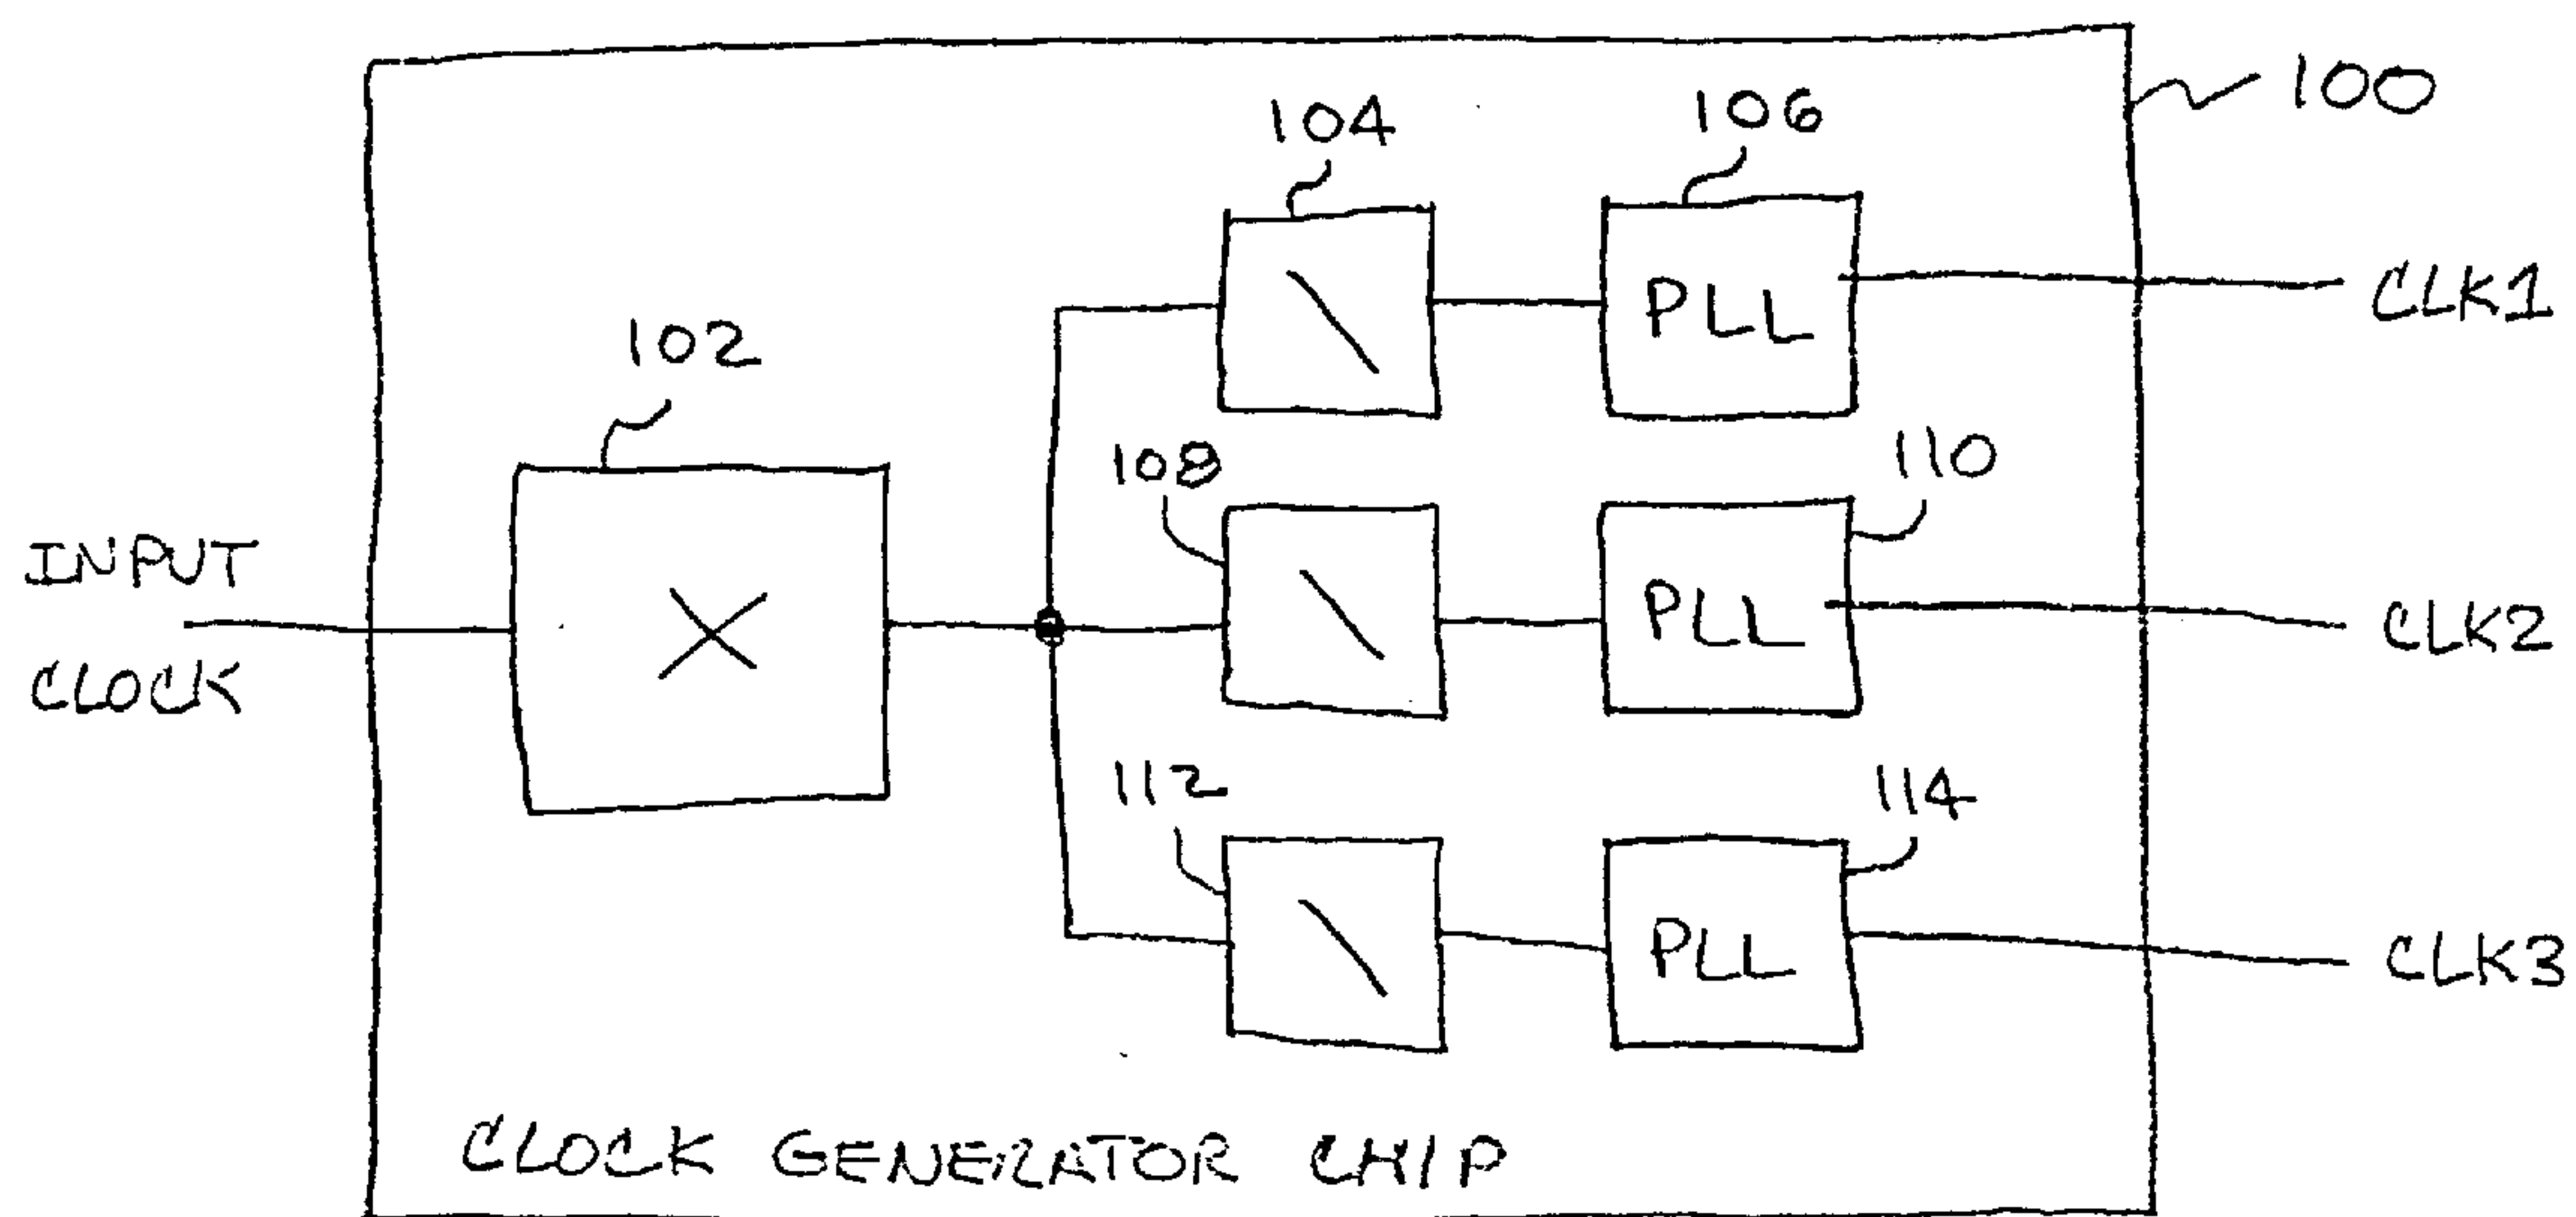 100
104
106
CLK1
102
108
110
INPUT
CLOCK
X
PLL
PLL
CLK2
112
114
PLL
CLK3
CLOCK GENERATOR CHIP